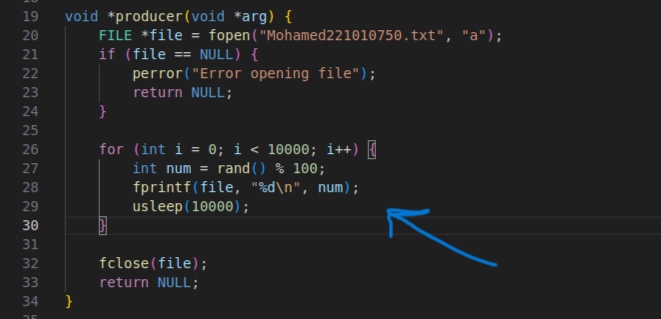 19 void *producer(void *arg) {
20     FILE *file = fopen("Mohamed221010750.txt", "a");
21     if (file == NULL) {
22         perror("Error opening file");
23         return NULL;
24     }
25
26     for (int i = 0; i < 10000; i++) {
27         int num = rand() % 100;
28         fprintf(file, "%d\n", num);
29         usleep(10000);
30     }
31
32     fclose(file);
33     return NULL;
34 }